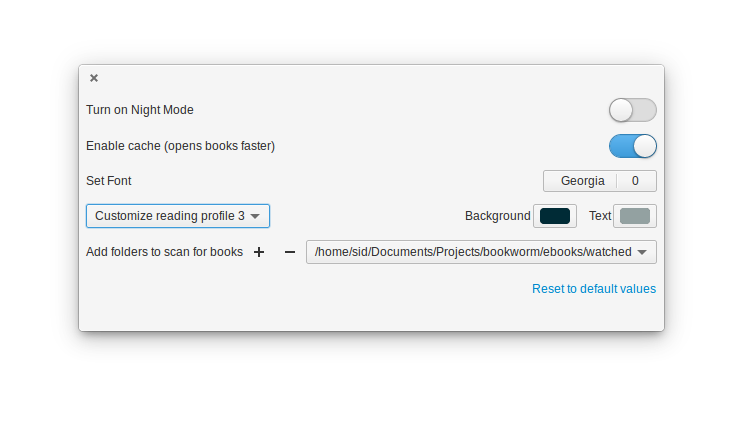 Turn on Night Mode
Enable cache (opens books faster)
Set Font Georgia 0
Customize reading profile 3 Background Text
Add folders to scan for books + − /home/sid/Documents/Projects/bookworm/ebooks/watched
Reset to default values